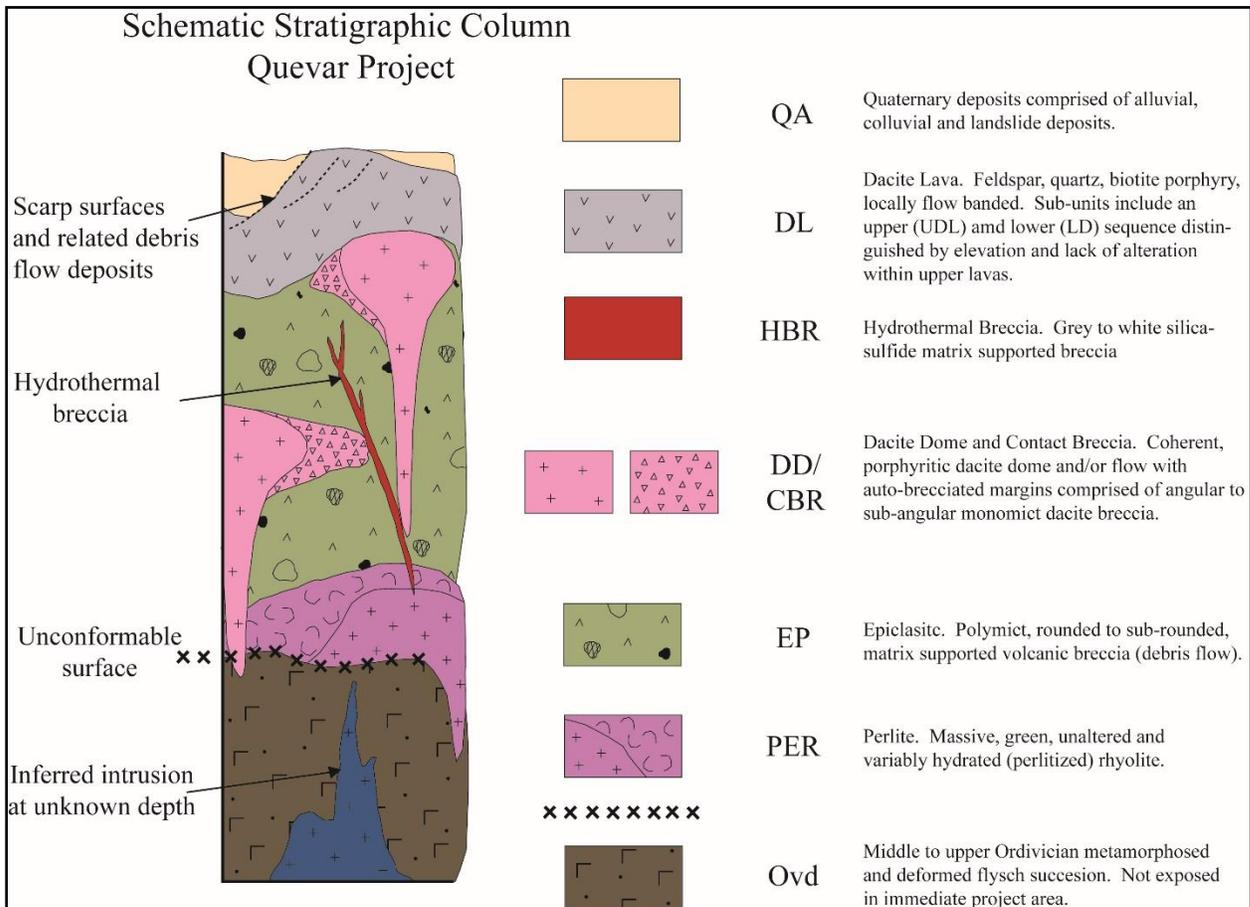 Schematic Stratigraphic Column
Quevar Project
Scarp surfaces
and related debris
flow deposits
Hydrothermal
breccia
Unconformable
surface
Inferred intrusion
at unknown depth
QA
Quaternary deposits comprised of alluvial,
colluvial and landslide deposits.
DL
Dacite Lava. Feldspar, quartz, biotite porphyry,
locally flow banded. Sub-units include an
upper (UDL) amd lower (LD) sequence distin-
guished by elevation and lack of alteration
within upper lavas.
HBR
Hydrothermal Breccia. Grey to white silica-
sulfide matrix supported breccia
DD/
CBR
Dacite Dome and Contact Breccia. Coherent,
porphyritic dacite dome and/or flow with
auto-brecciated margins comprised of angular to
sub-angular monomict dacite breccia.
EP
Epiclasitc. Polymict, rounded to sub-rounded,
matrix supported volcanic breccia (debris flow).
PER
Perlite. Massive, green, unaltered and
variably hydrated (perlitized) rhyolite.
Ovd
Middle to upper Ordivician metamorphosed
and deformed flysch succesion. Not exposed
in immediate project area.